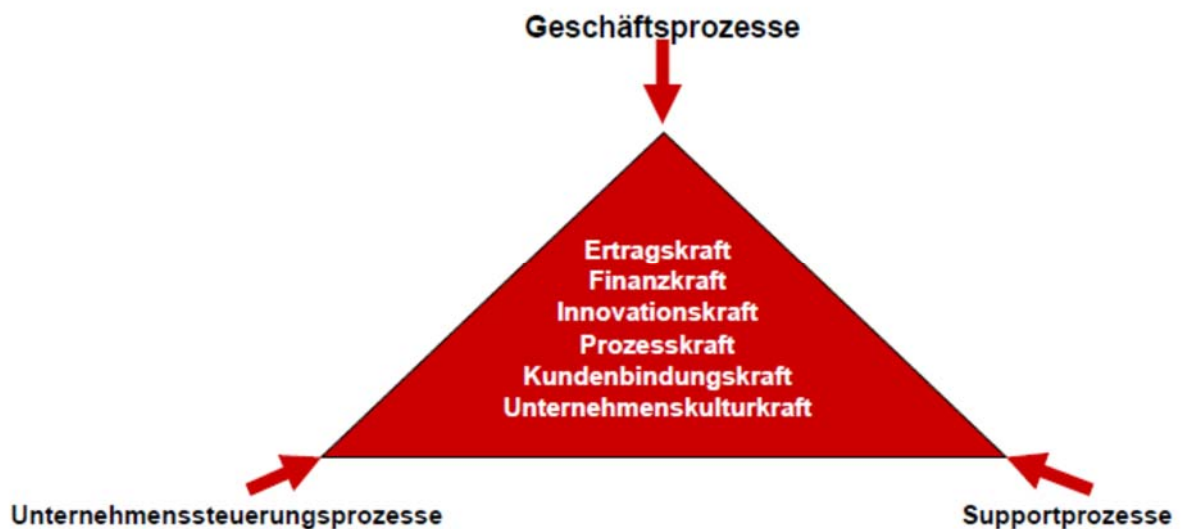 Geschäftsprozesse
Ertragskraft
Finanzkraft
Innovationskraft
Prozesskraft
Kundenbindungskraft
Unternehmenskulturkraft
Unternehmenssteuerungsprozesse
Supportprozesse